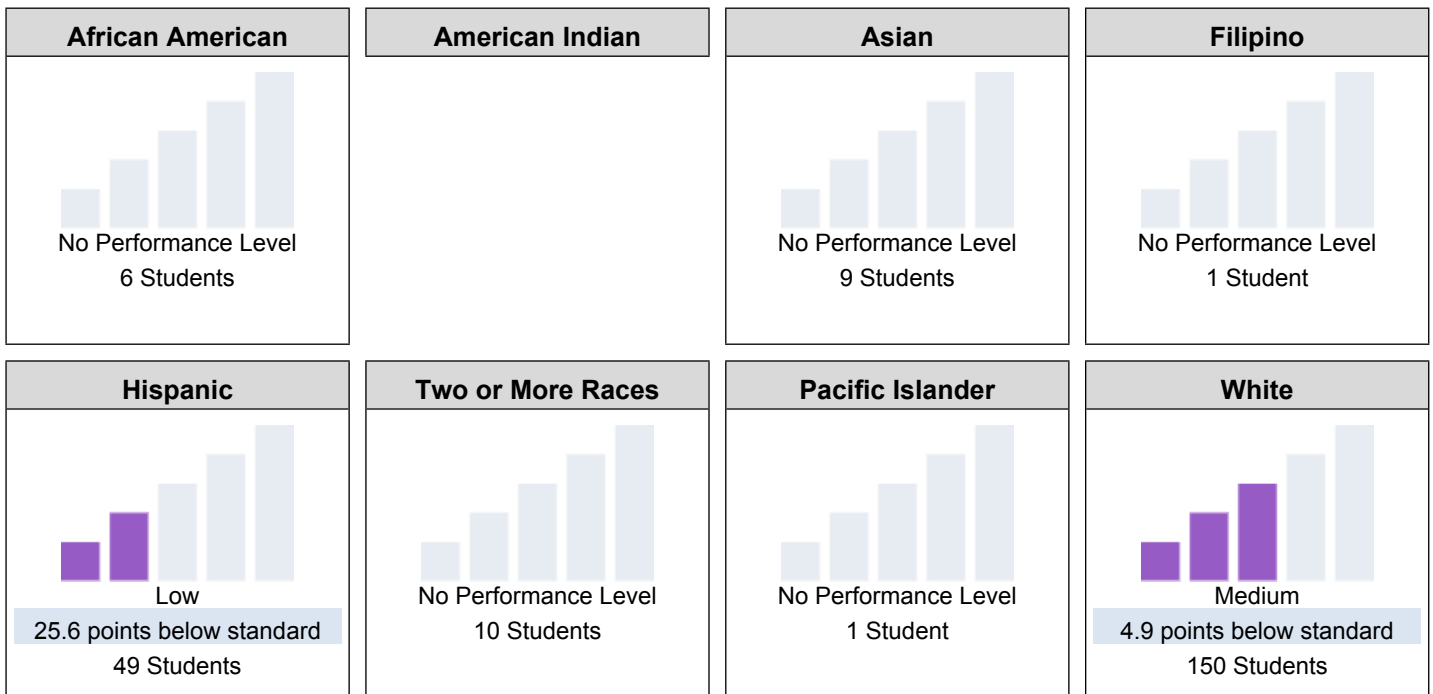 African American
No Performance Level
6 Students
American Indian
Asian
No Performance Level
9 Students
Filipino
No Performance Level
1 Student
Hispanic
Low
25.6 points below standard
49 Students
Two or More Races
No Performance Level
10 Students
Pacific Islander
No Performance Level
1 Student
White
Medium
4.9 points below standard
150 Students